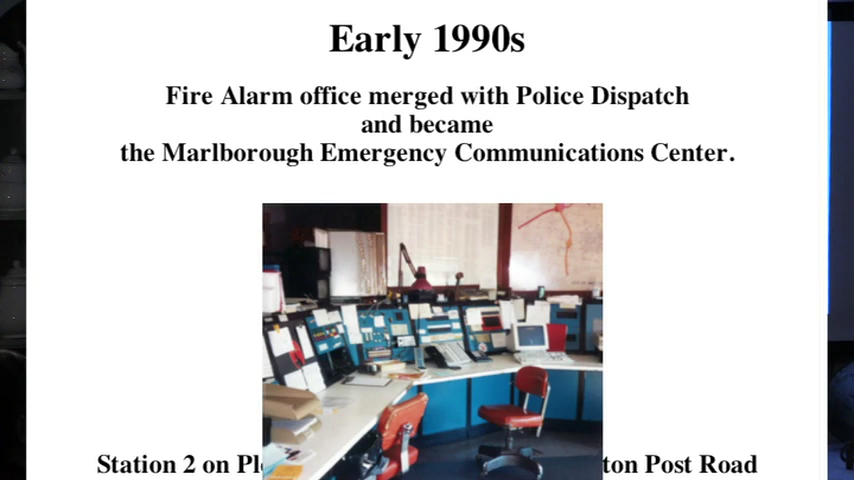 Early 1990s
Fire Alarm office merged with Police Dispatch
and became
the Marlborough Emergency Communications Center.
Station 2 on ton Post Road